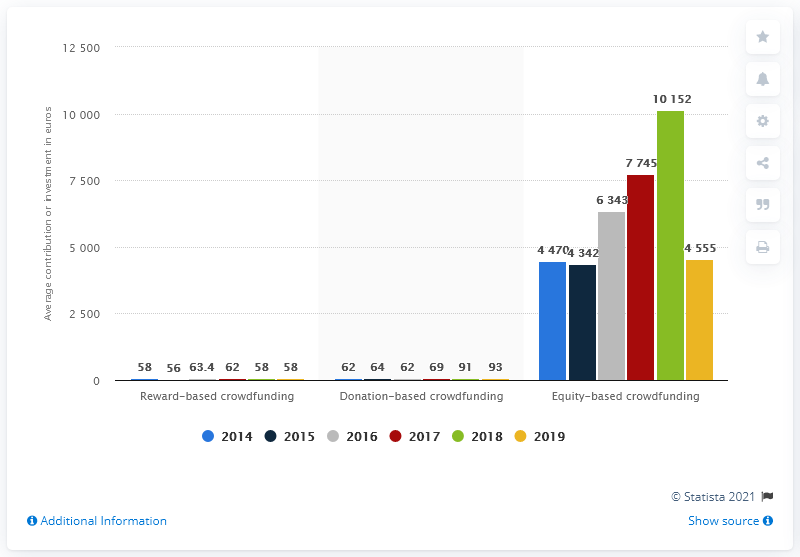 12 500
10 000
7 500
5 000
2 500
0
Average contribution or investment in euros
58 56 63.4 62 58 58
62 64 62 69 91 93
4 470 4 342 6 343 7 745 10 152 4 555
Reward-based crowdfunding Donation-based crowdfunding Equity-based crowdfunding
2014 2015 2016 2017 2018 2019
© Statista 2021
Additional Information Show source